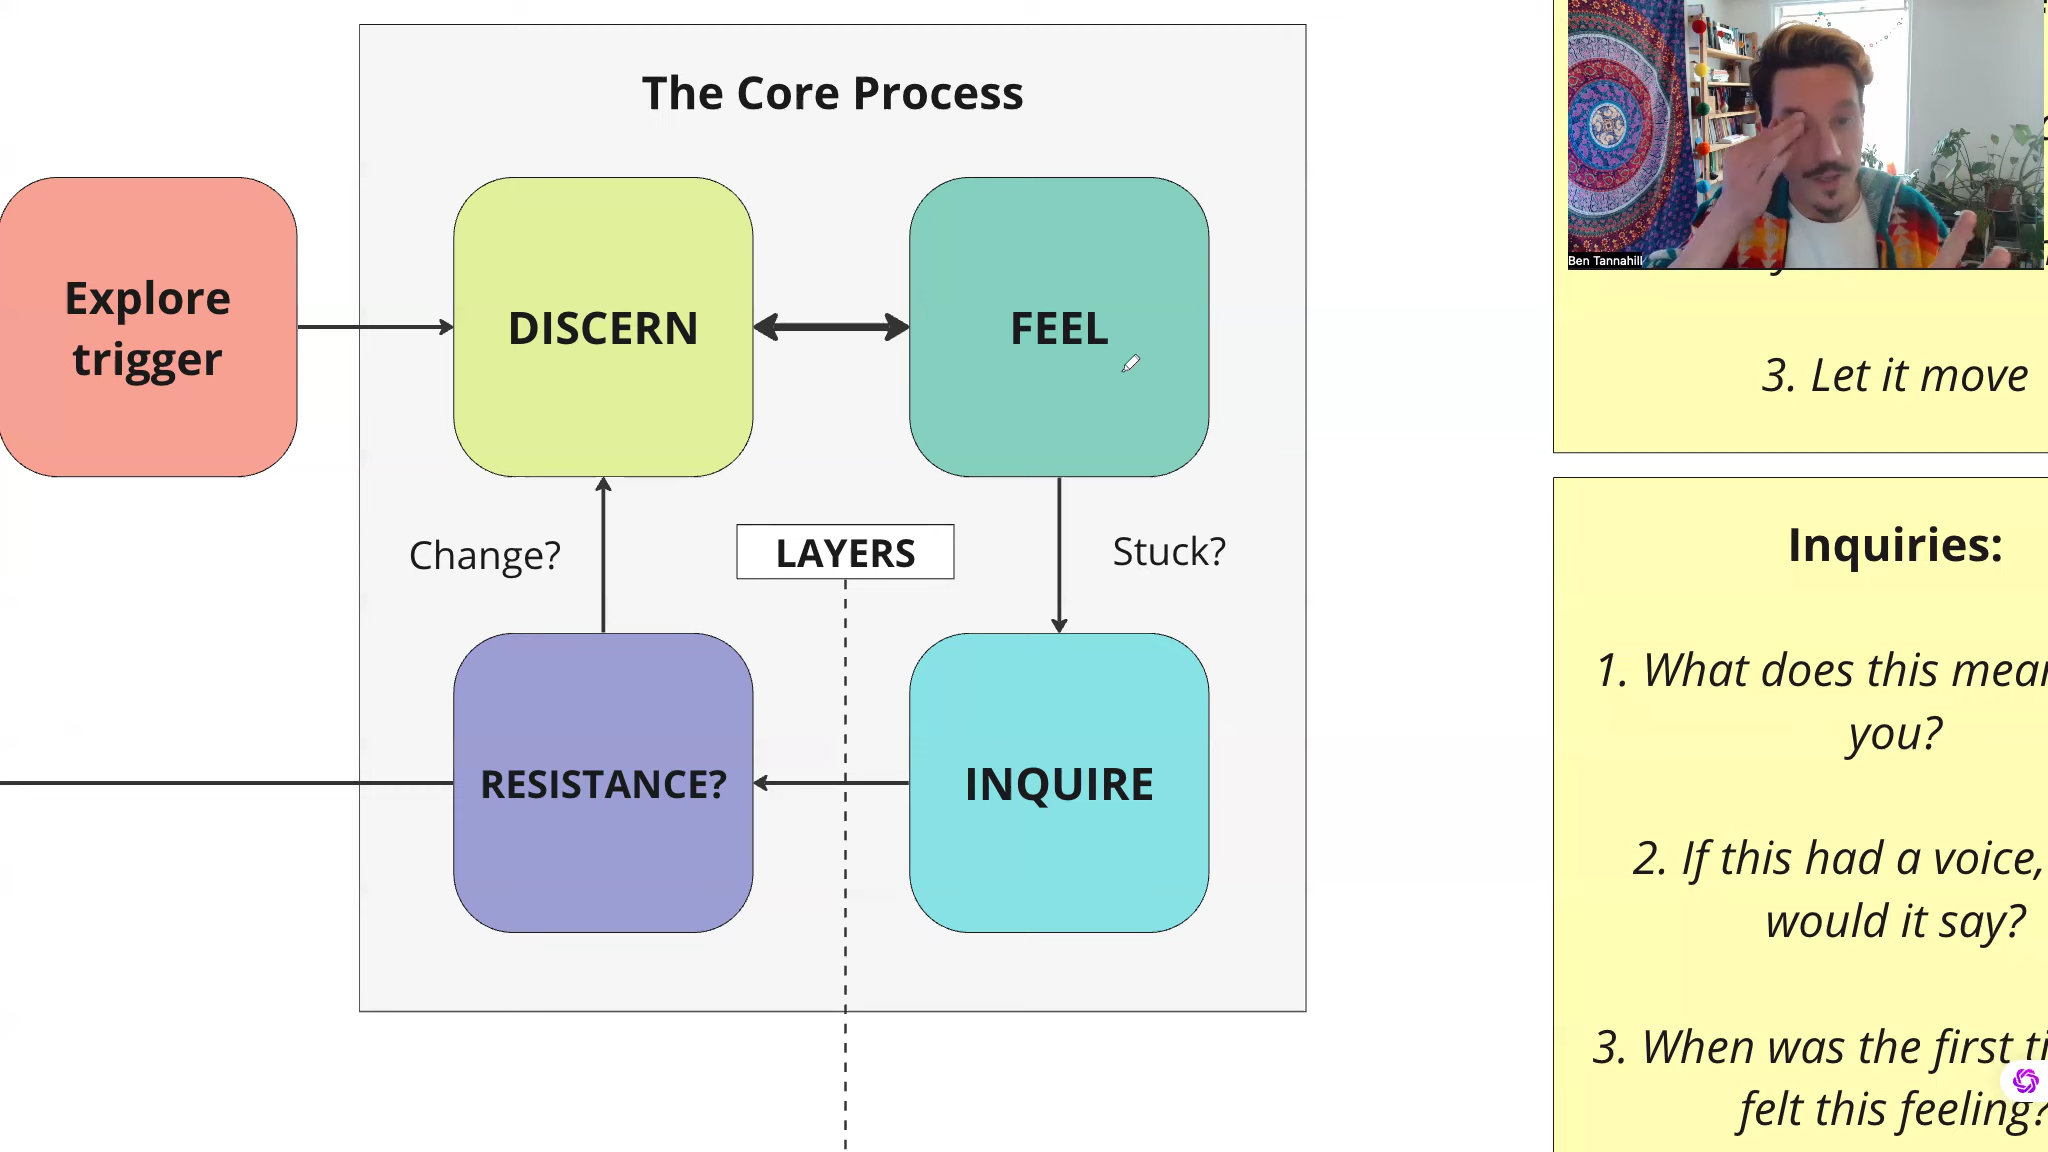 The Core Process
Explore
trigger
DISCERN
FEEL
Change?
LAYERS
Stuck?
RESISTANCE?
INQUIRE
Ben Tannahill
3. Let it move
Inquiries:
1. What does this mean
you?
2. If this had a voice,
would it say?
3. When was the first
felt this feeling?